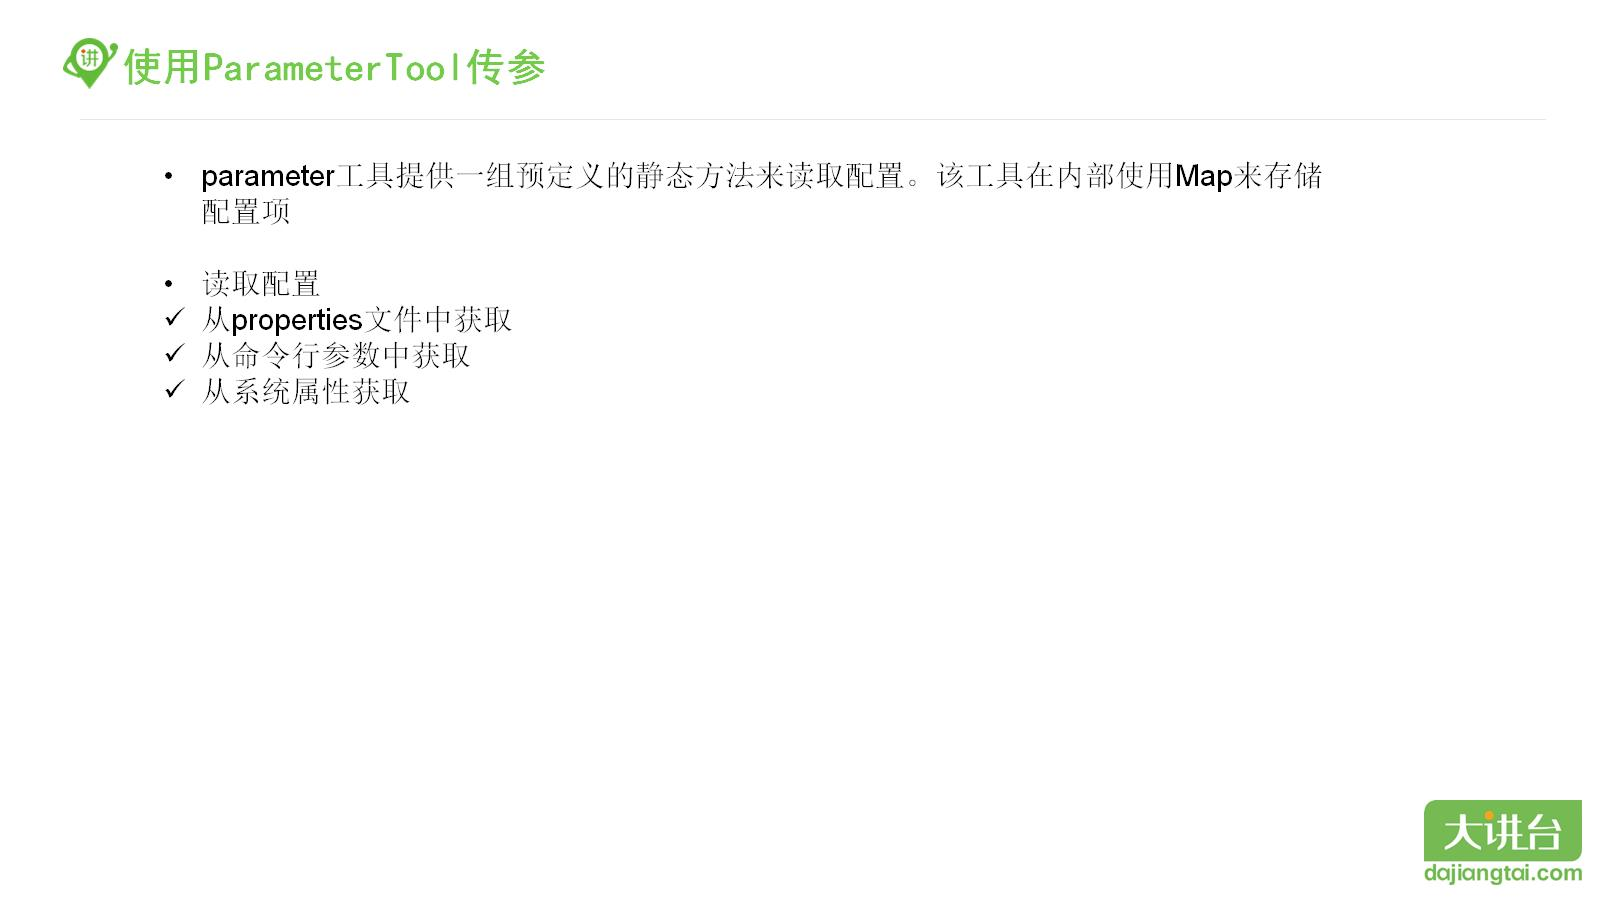 讲
使用ParameterTool传参
• parameter工具提供一组预定义的静态方法来读取配置。该工具在内部使用Map来存储
配置项
• 读取配置
✓ 从properties文件中获取
✓ 从命令行参数中获取
✓ 从系统属性获取
大讲台
dajiangtai.com